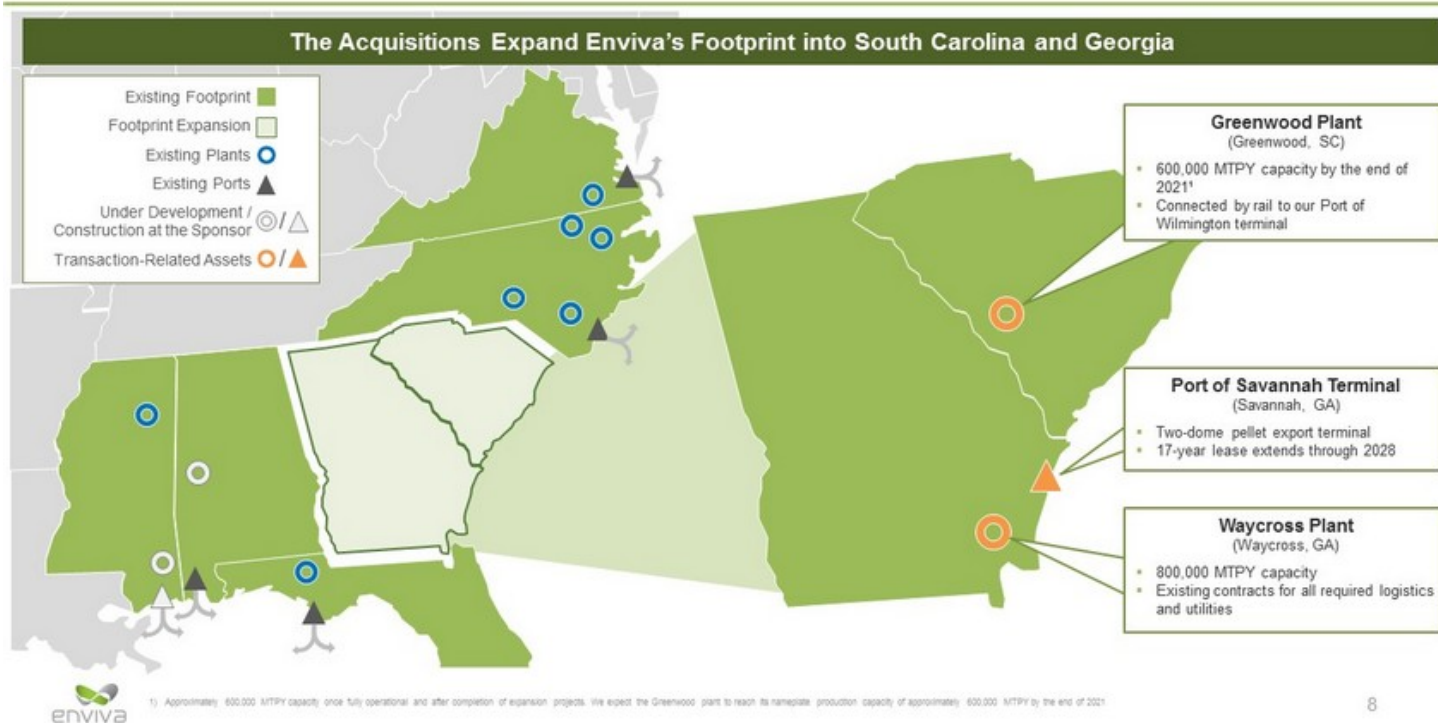 The Acquisitions Expand Enviva's Footprint into South Carolina and Georgia
Existing Footprint
Footprint Expansion
Existing Plants
Existing Ports
Under Development /
Construction at the Sponsor
/
Transaction-Related Assets
/
Greenwood Plant
(Greenwood, SC)
600,000 MTPY capacity by the end of
2021¹
Connected by rail to our Port of
Wilmington terminal
Port of Savannah Terminal
(Savannah, GA)
Two-dome pellet export terminal
17-year lease extends through 2028
Waycross Plant
(Waycross, GA)
800,000 MTPY capacity
Existing contracts for all required logistics
and utilities
enviva
1) Approximately 600,000 MTPY capacity once fully operational and after completion of expansion projects. We expect the Greenwood plant to reach its nameplate production capacity of approximately 600,000 MTPY by the end of 2021
8